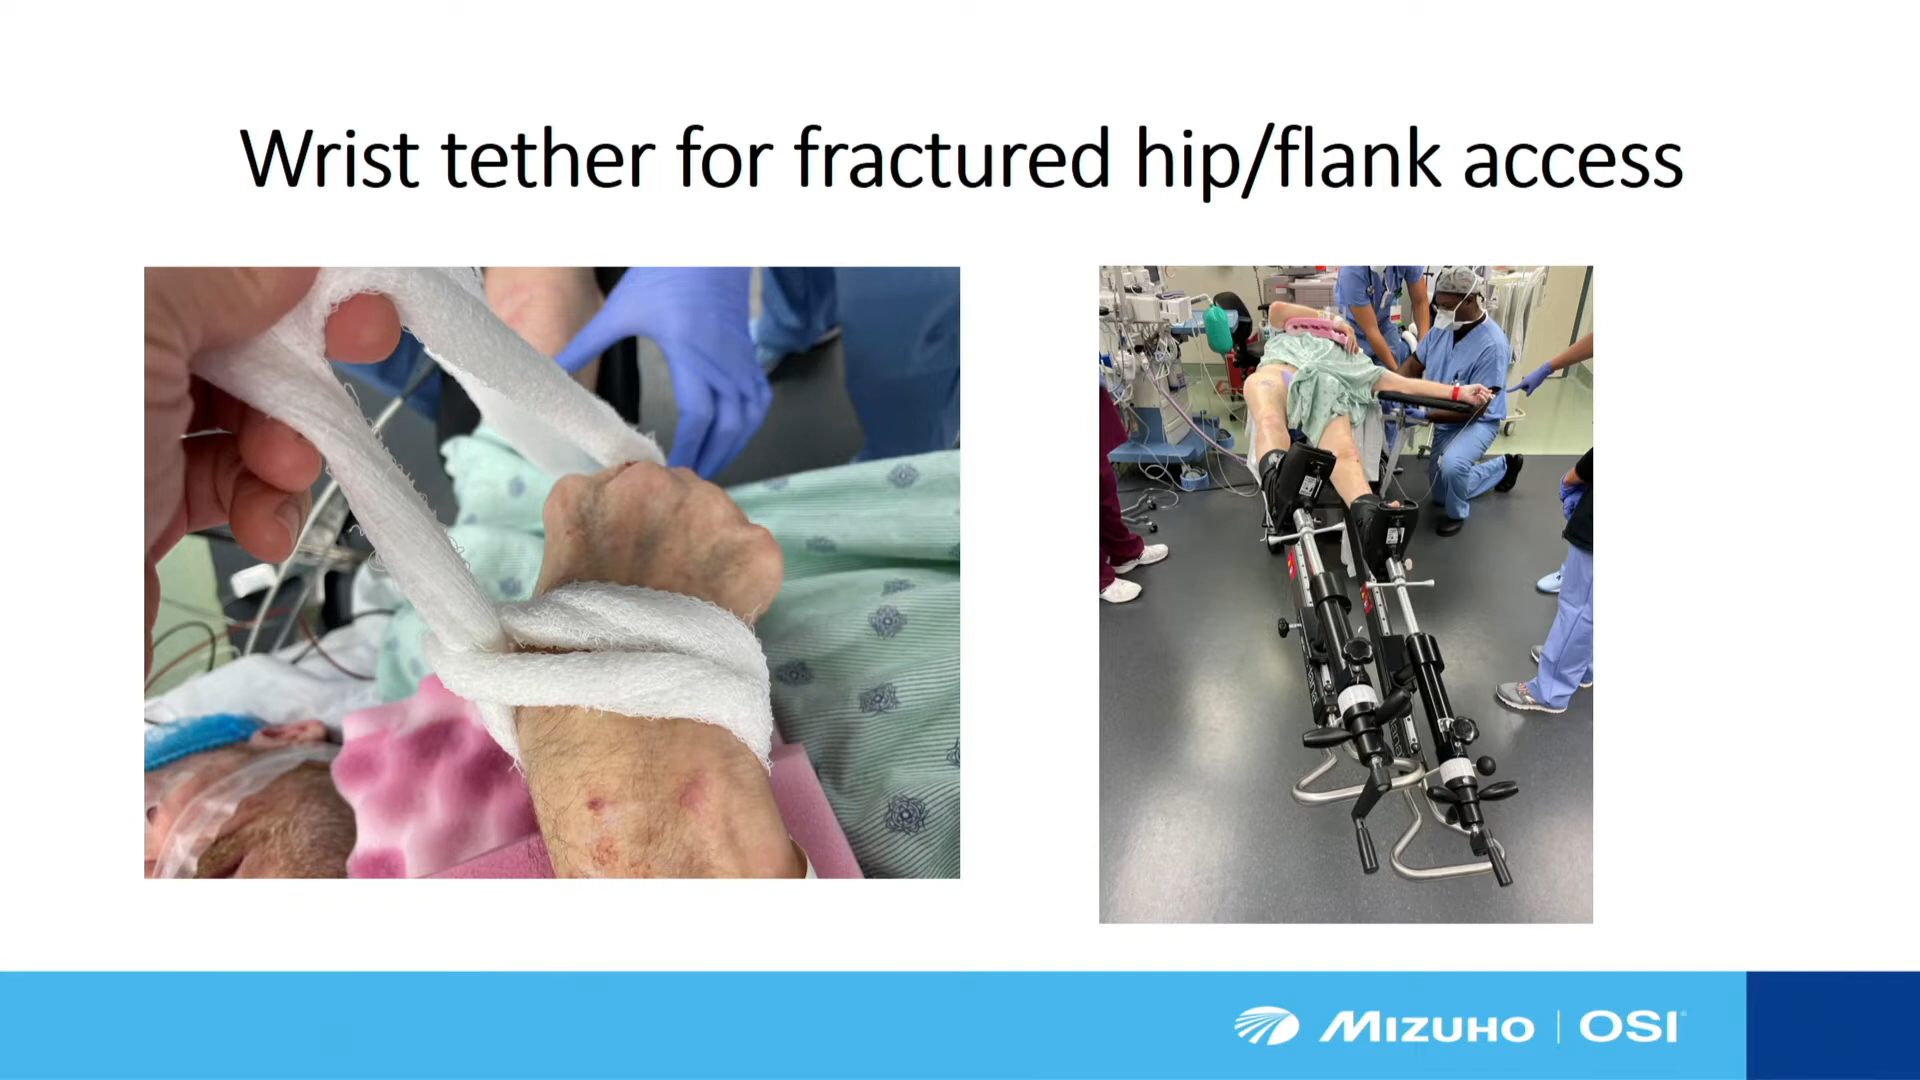 Wrist tether for fractured hip/flank access
MIZUHO | OSI